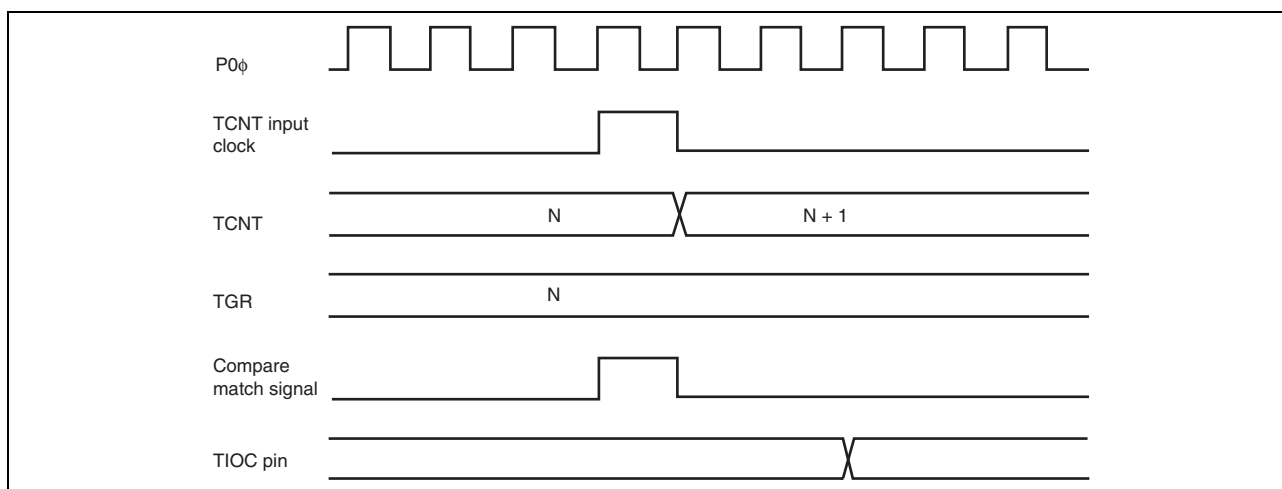 P0ϕ
TCNT input
clock
TCNT
N
N + 1
TGR
N
Compare
match signal
TIOC pin